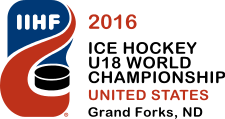 IIHF
2016
ICE HOCKEY
U18 WORLD
CHAMPIONSHIP
UNITED STATES
Grand Forks, ND
®